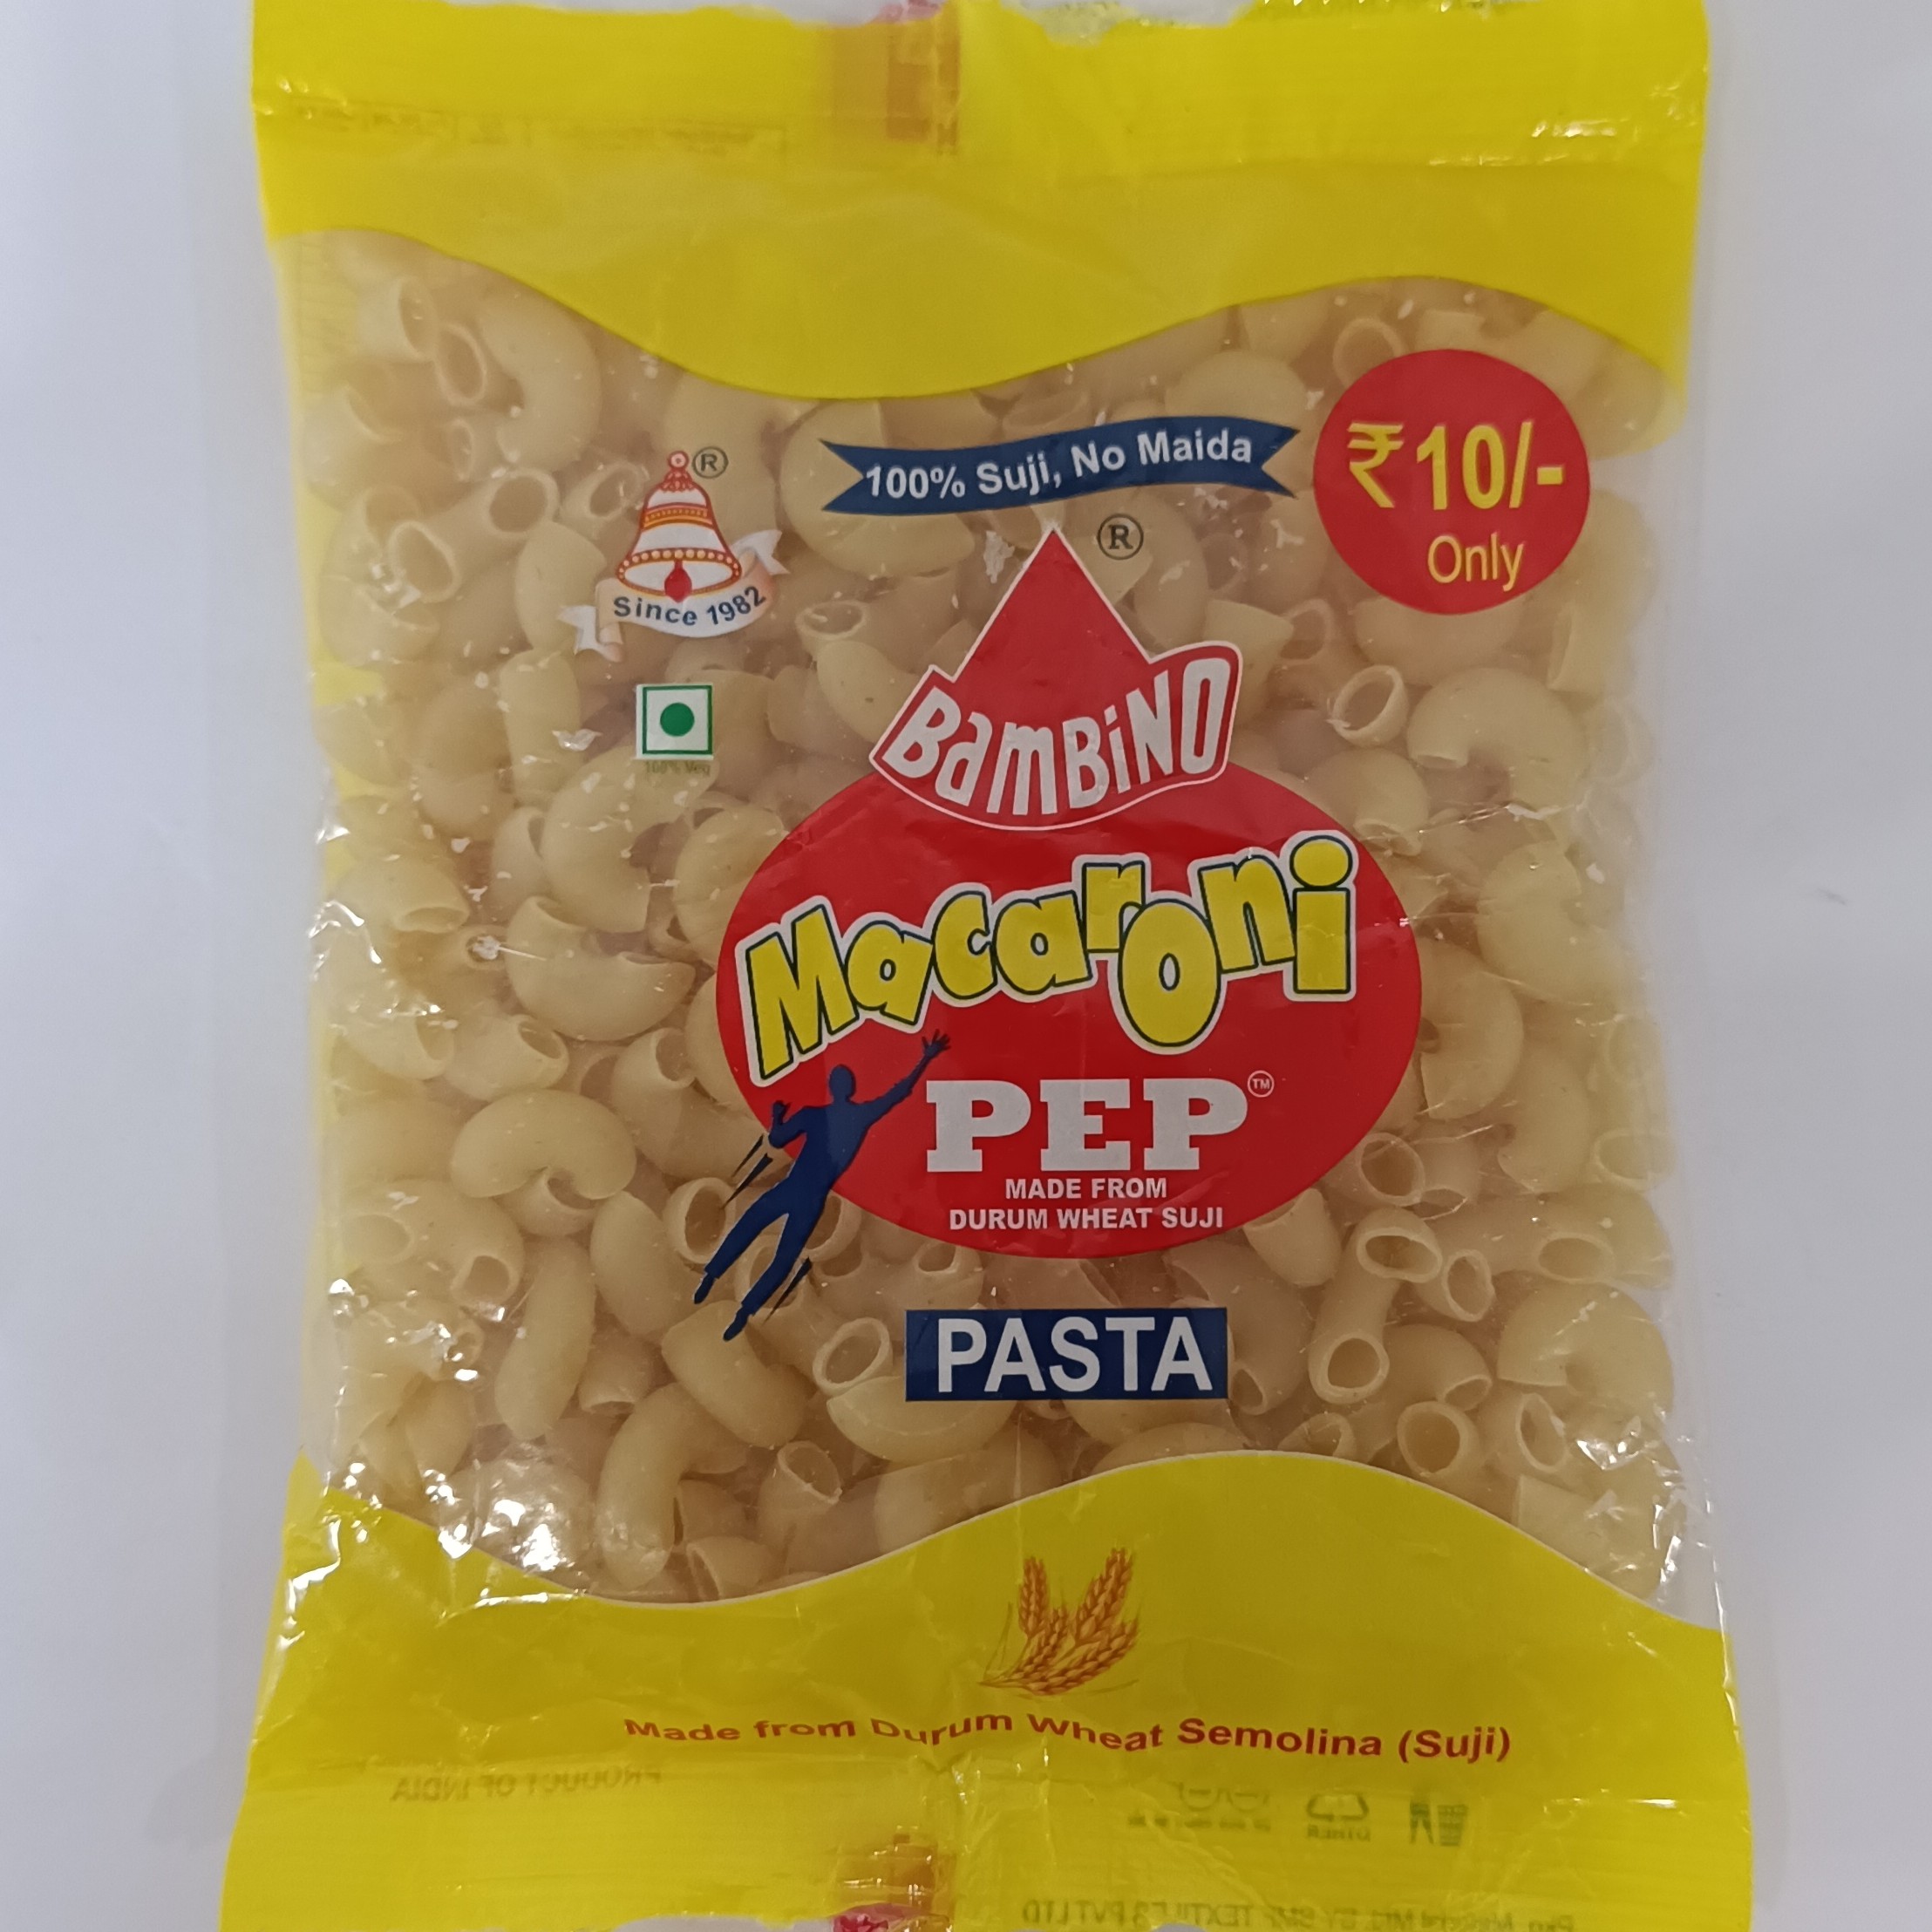 100% Suji, No Maida
₹10/-
Only
®
Since 1982
®
BAMBiNO
100% Veg
Macaroni
PEP™
MADE FROM
DURUM WHEAT SUJI
PASTA
Made from Durum Wheat Semolina (Suji)
PRODUCT OF INDIA
OTHER